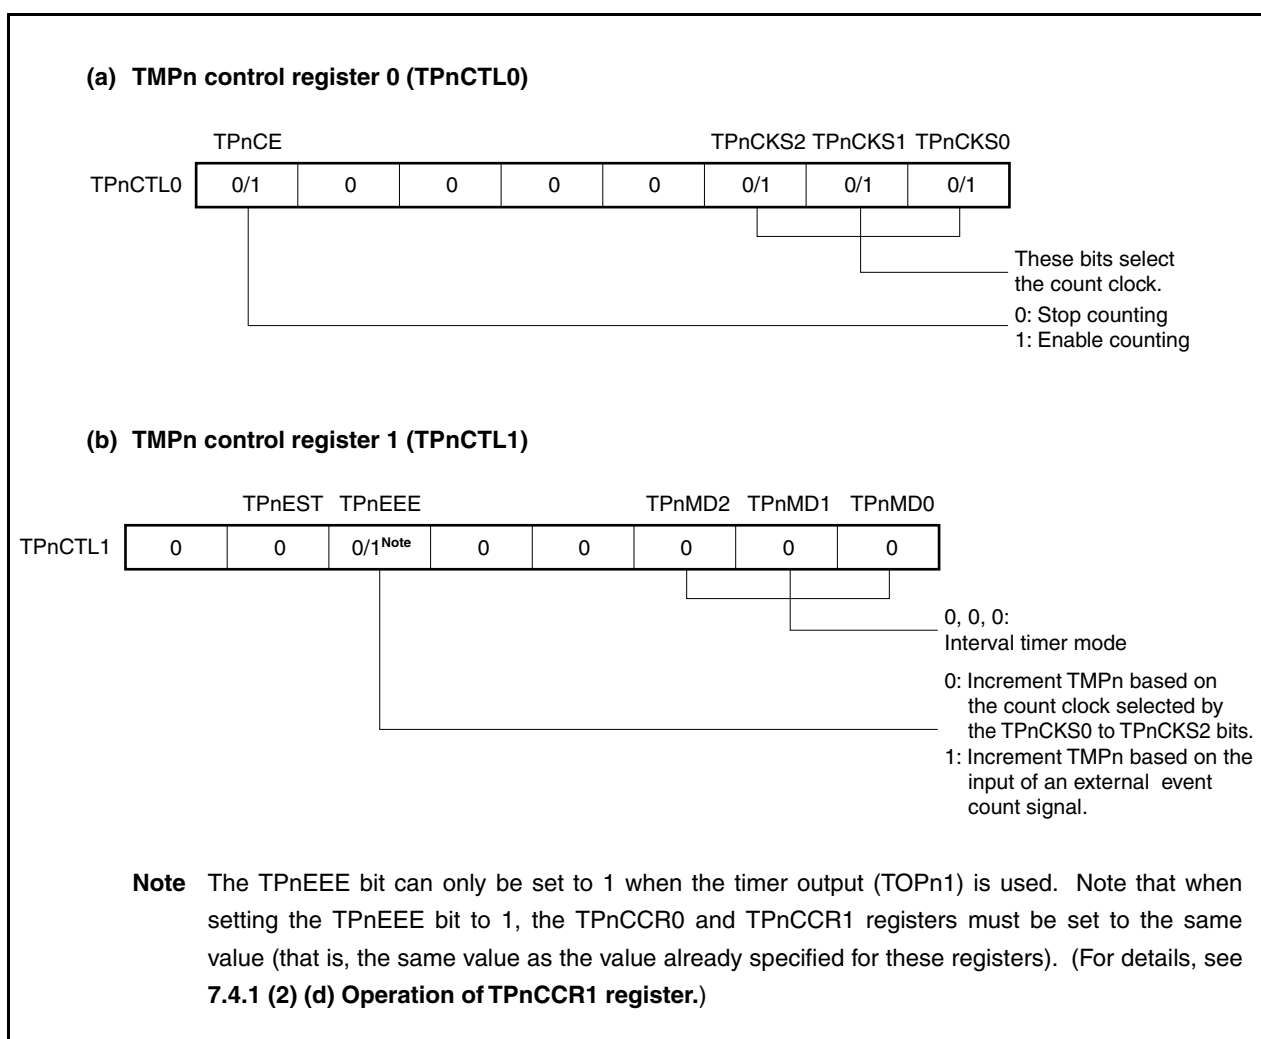 (a) TMPn control register 0 (TPnCTL0)
TPnCE TPnCKS2 TPnCKS1 TPnCKS0
TPnCTL0 0/1 0 0 0 0 0/1 0/1 0/1
These bits select
the count clock.
0: Stop counting
1: Enable counting
(b) TMPn control register 1 (TPnCTL1)
TPnEST TPnEEE TPnMD2 TPnMD1 TPnMD0
TPnCTL1 0 0 0/1Note 0 0 0 0 0
0, 0, 0:
Interval timer mode
0: Increment TMPn based on
the count clock selected by
the TPnCKS0 to TPnCKS2 bits.
1: Increment TMPn based on the
input of an external event
count signal.
Note The TPnEEE bit can only be set to 1 when the timer output (TOPn1) is used. Note that when
setting the TPnEEE bit to 1, the TPnCCR0 and TPnCCR1 registers must be set to the same
value (that is, the same value as the value already specified for these registers). (For details, see
7.4.1 (2) (d) Operation of TPnCCR1 register.)